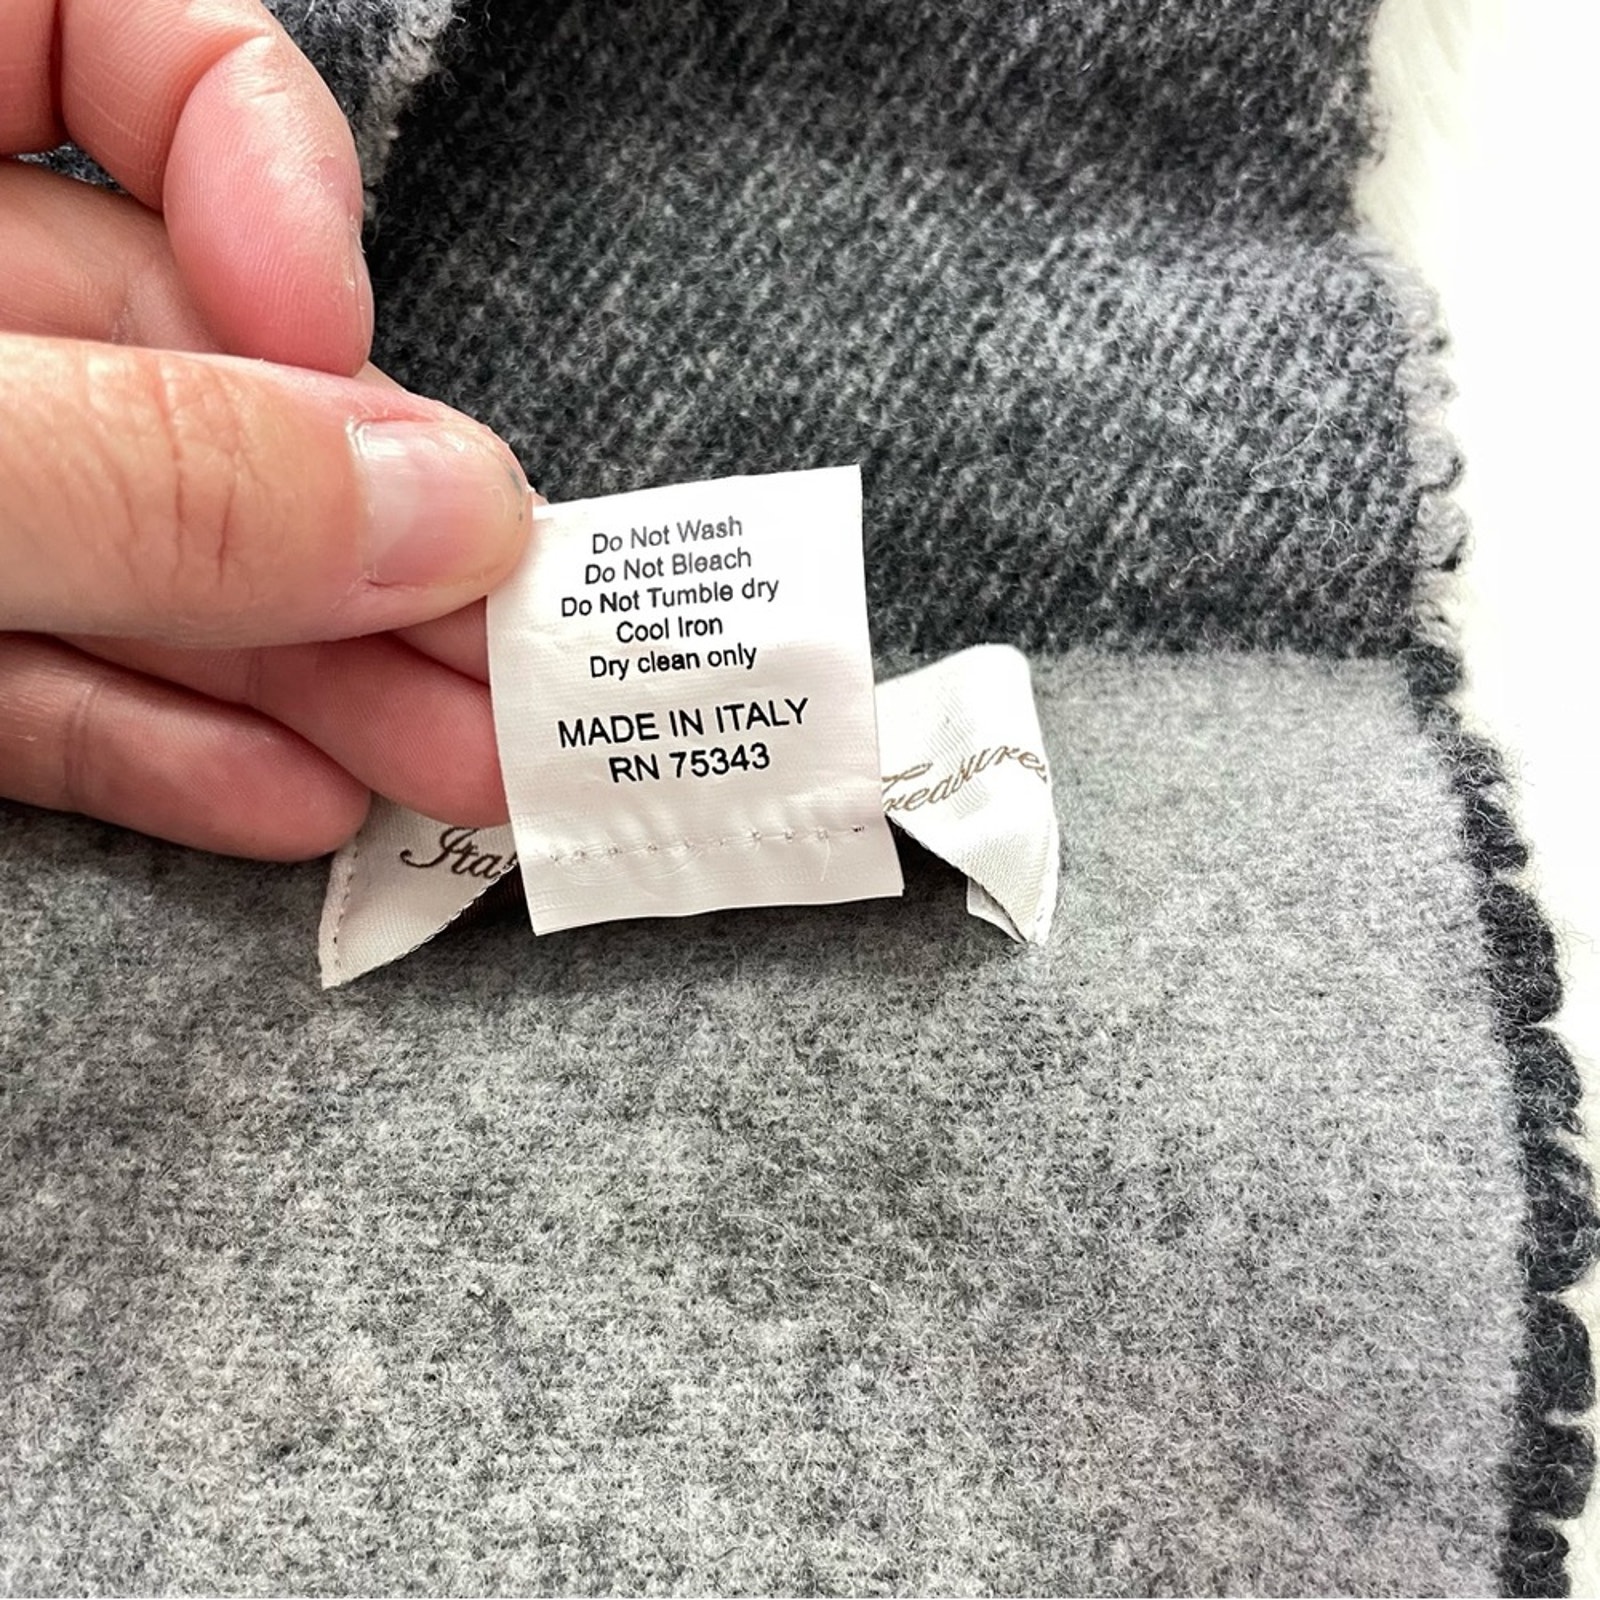 Do Not Wash
Do Not Bleach
Do Not Tumble dry
Cool Iron
Dry clean only
MADE IN ITALY
RN 75343
Treasures